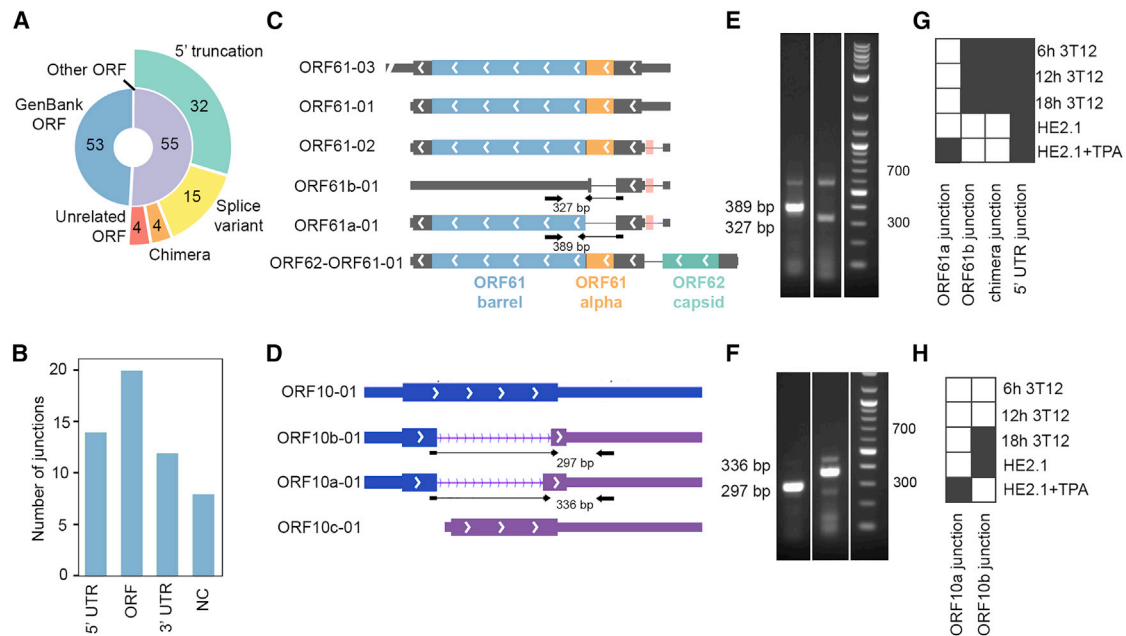 A
5' truncation
Other ORF
GenBank
ORF
32
53
55
15
Splice
variant
4
4
Unrelated
ORF
Chimera
B
Number of junctions
20
15
10
5
0
5' UTR
ORF
3' UTR
NC
C
ORF61-03
ORF61-01
ORF61-02
ORF61b-01
327 bp
ORF61a-01
389 bp
ORF62-ORF61-01
ORF61
barrel
ORF61
alpha
ORF62
capsid
D
ORF10-01
ORF10b-01
297 bp
ORF10a-01
336 bp
ORF10c-01
E
700
389 bp
327 bp
300
F
700
336 bp
297 bp
300
G
6h 3T12
12h 3T12
18h 3T12
HE2.1
HE2.1+TPA
ORF61a junction
ORF61b junction
chimera junction
5' UTR junction
H
6h 3T12
12h 3T12
18h 3T12
HE2.1
HE2.1+TPA
ORF10a junction
ORF10b junction